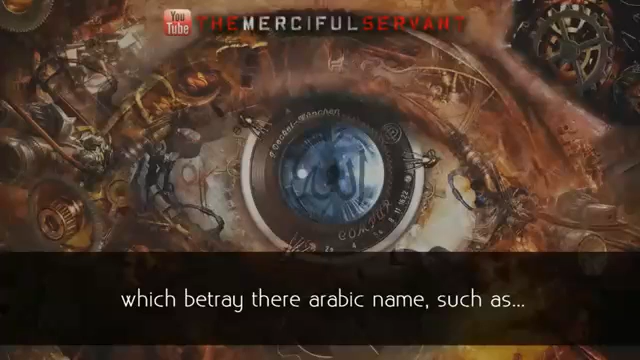 You
Tube
THEMERCIFULSERVANT
which betray there arabic name, such as...